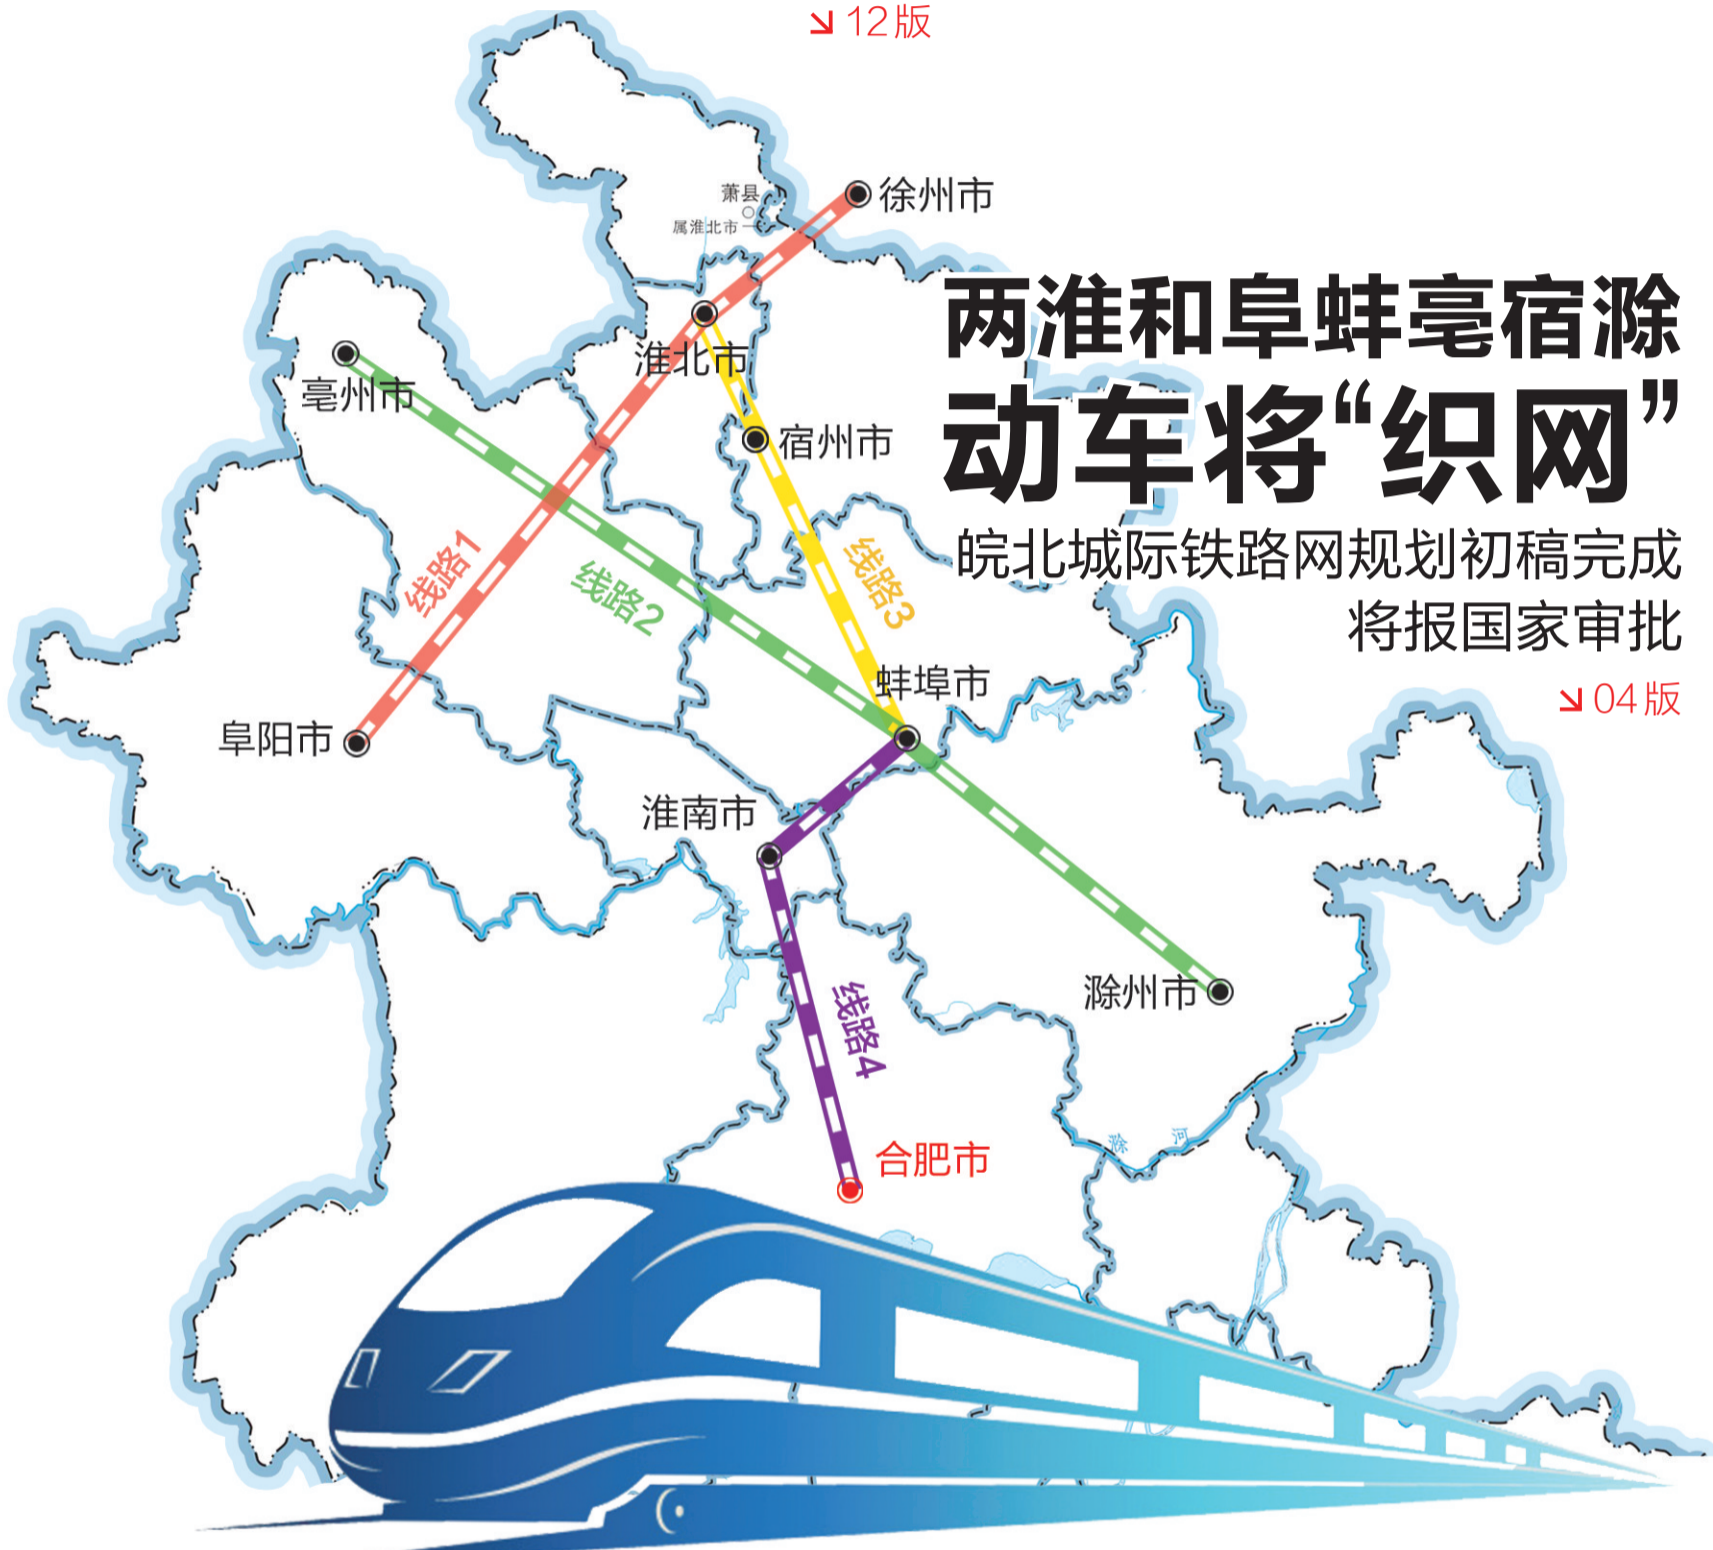 12版
萧县
属淮北市
徐州市
两淮和阜蚌亳宿滁
动车将“织网”
皖北城际铁路网规划初稿完成
将报国家审批
04版
淮北市
亳州市
宿州市
线路1
线路2
线路3
蚌埠市
阜阳市
淮南市
滁州市
线路4
滁河
合肥市